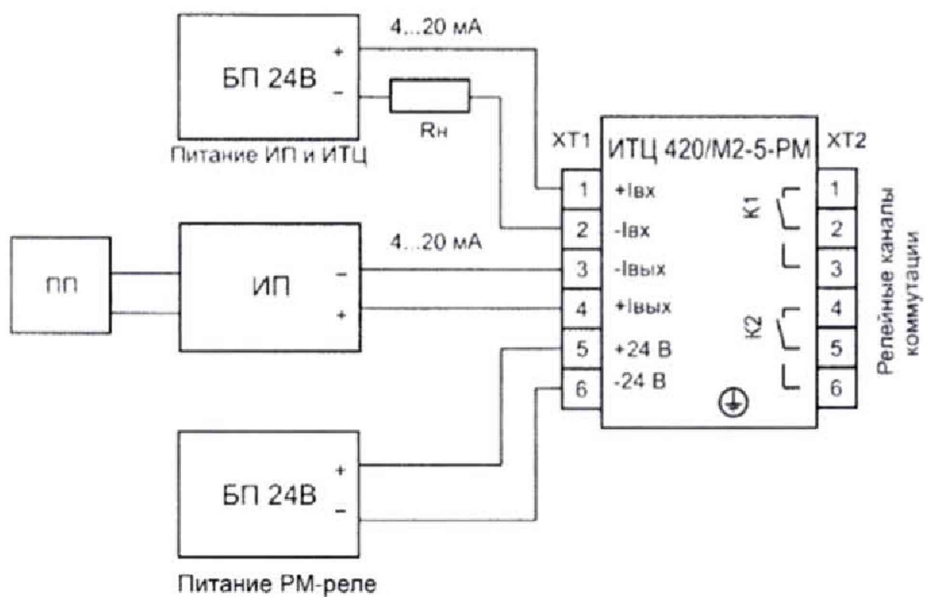 4...20 мА
+
БП 24В
−
Rн
Питание ИП и ИТЦ
XT1
ИТЦ 420/М2-5-РМ
XT2
1
+Iвх
K1
1
2
-Iвх
2
4...20 мА
3
-Iвых
3
ПП
ИП
−
+
4
+Iвых
K2
4
5
+24 В
5
6
-24 В
6
Релейные каналы
коммутации
+
БП 24В
−
Питание РМ-реле